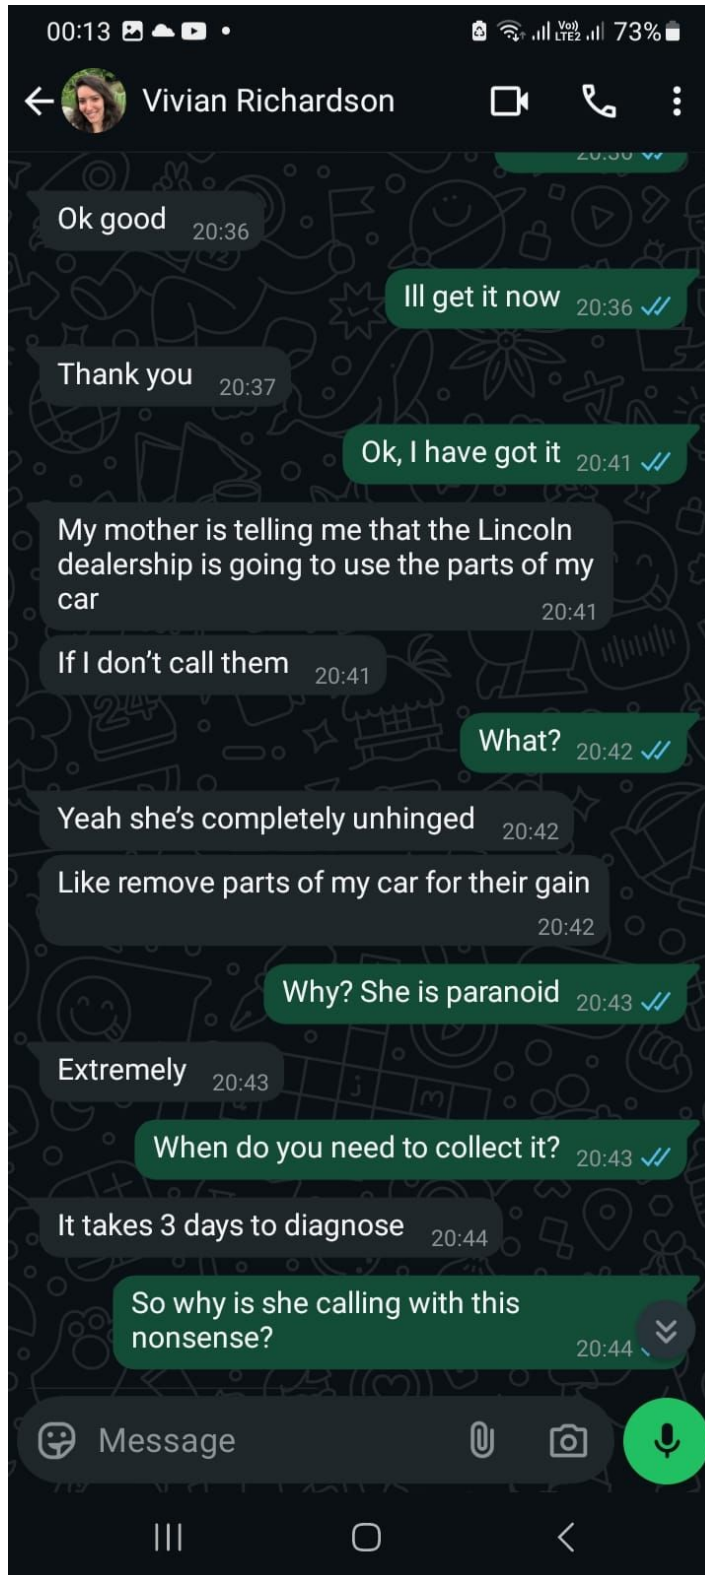 00:13 73%
Vo))
LTE2
Vivian Richardson
20:36
Ok good 20:36
Ill get it now 20:36
Thank you 20:37
Ok, I have got it 20:41
My mother is telling me that the Lincoln
dealership is going to use the parts of my
car
20:41
If I don’t call them 20:41
What? 20:42
Yeah she’s completely unhinged 20:42
Like remove parts of my car for their gain
20:42
Why? She is paranoid 20:43
Extremely 20:43
When do you need to collect it? 20:43
It takes 3 days to diagnose 20:44
So why is she calling with this
nonsense?
20:44
Message